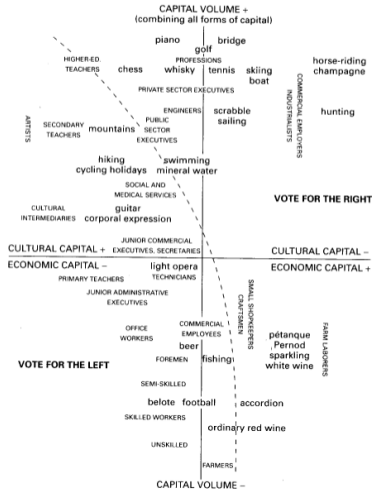 CAPITAL VOLUME +
(combining all forms of capital)
piano bridge
golf
HIGHER-ED. TEACHERS
PROFESSIONS
horse-riding
champagne
chess whisky tennis skiing
boat
PRIVATE SECTOR EXECUTIVES
COMMERCIAL EMPLOYERS
INDUSTRIALISTS
ARTISTS
SECONDARY
TEACHERS
mountains
ENGINEERS
PUBLIC
SECTOR
EXECUTIVES
scrabble
sailing
hunting
hiking swimming
cycling holidays mineral water
SOCIAL AND
MEDICAL SERVICES
VOTE FOR THE RIGHT
CULTURAL
INTERMEDIARIES
guitar
corporal expression
JUNIOR COMMERCIAL
EXECUTIVES, SECRETARIES
CULTURAL CAPITAL + CULTURAL CAPITAL –
ECONOMIC CAPITAL – ECONOMIC CAPITAL +
light opera
PRIMARY TEACHERS TECHNICIANS
JUNIOR ADMINISTRATIVE
EXECUTIVES
SMALL SHOPKEEPERS
CRAFTSMEN
OFFICE
WORKERS
COMMERCIAL
EMPLOYEES
beer
pétanque
Pernod
sparkling
white wine
FARM LABORERS
VOTE FOR THE LEFT
FOREMEN fishing
SEMI-SKILLED
belote football accordion
SKILLED WORKERS
ordinary red wine
UNSKILLED
FARMERS
CAPITAL VOLUME –